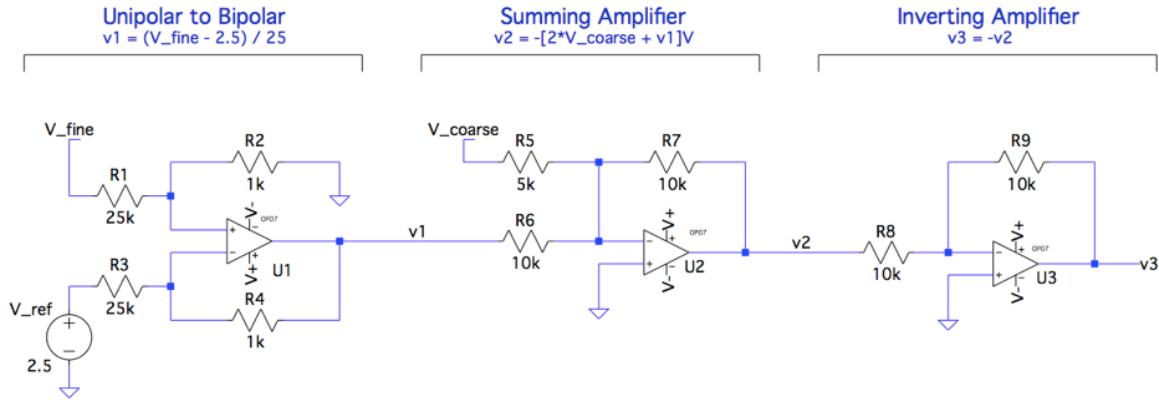 Unipolar to Bipolar
v1 = (V_fine - 2.5) / 25
Summing Amplifier
v2 = -[2*V_coarse + v1]V
Inverting Amplifier
v3 = -v2
V_fine
R1
25k
R2
1k
V-
OP07
+
-
V+
U1
R3
25k
R4
1k
V_ref
+
-
2.5
v1
V_coarse
R5
5k
R6
10k
R7
10k
V+
OP07
-
+
V-
U2
v2
R8
10k
R9
10k
V+
OP07
-
+
V-
U3
v3